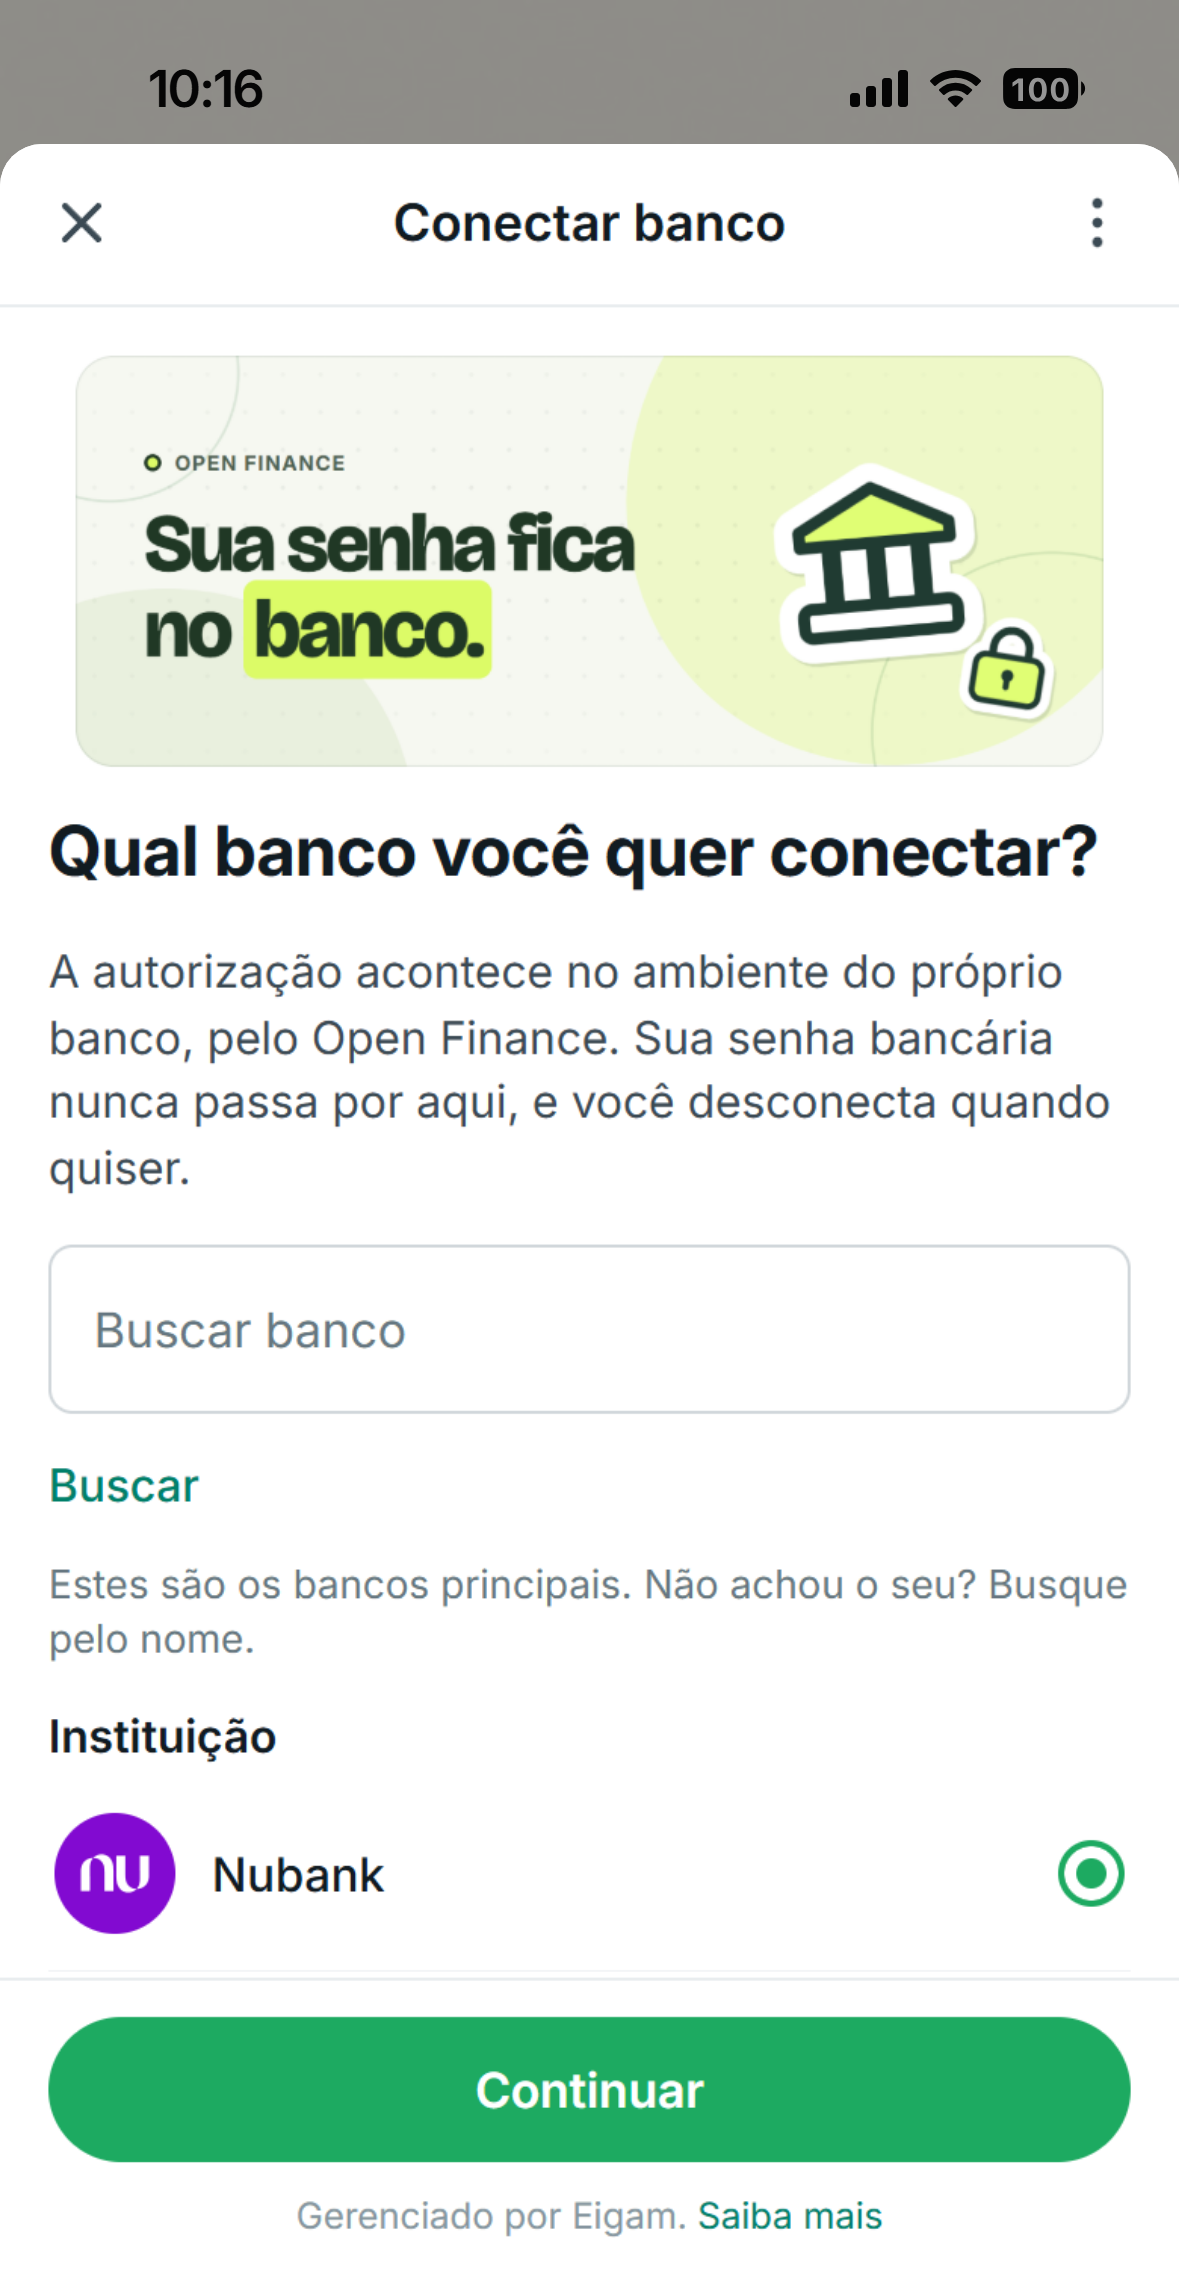 10:16
100
Conectar banco
OPEN FINANCE
Sua senha fica
no banco.
Qual banco você quer conectar?
A autorização acontece no ambiente do próprio
banco, pelo Open Finance. Sua senha bancária
nunca passa por aqui, e você desconecta quando
quiser.
Buscar banco
Buscar
Estes são os bancos principais. Não achou o seu? Busque
pelo nome.
Instituição
nu Nubank
Continuar
Gerenciado por Eigam. Saiba mais